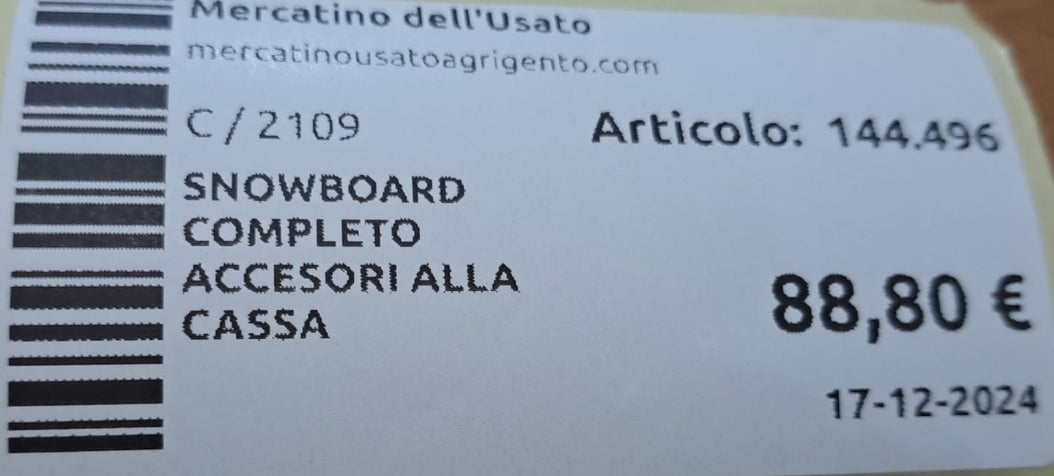 Mercatino dell'Usato
mercatinousatoagrigento.com
C/2109
Articolo: 144.496
SNOWBOARD
COMPLETO
ACCESORI ALLA
CASSA
88,80 €
17-12-2024